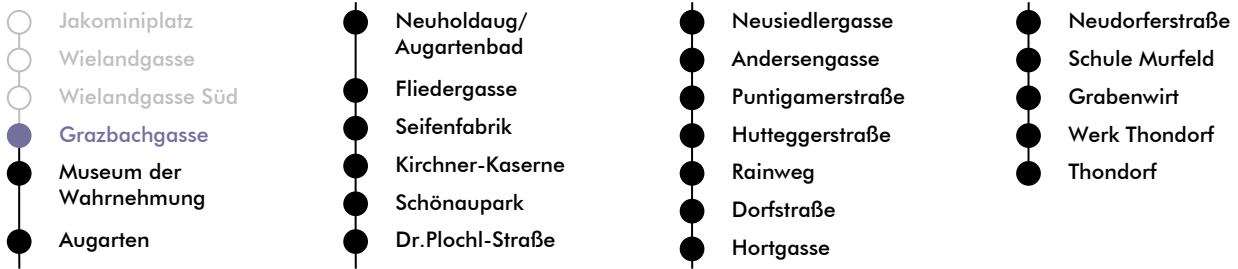 Jakominiplatz
Wielandgasse
Wielandgasse Süd
Grazbachgasse
Museum der
Wahrnehmung
Augarten
Neuholdaug/
Augartenbad
Fliedergasse
Seifenfabrik
Kirchner-Kaserne
Schönaupark
Dr.Plochl-Straße
Neusiedlergasse
Andersengasse
Puntigamerstraße
Hutteggerstraße
Rainweg
Dorfstraße
Hortgasse
Neudorferstraße
Schule Murfeld
Grabenwirt
Werk Thondorf
Thondorf